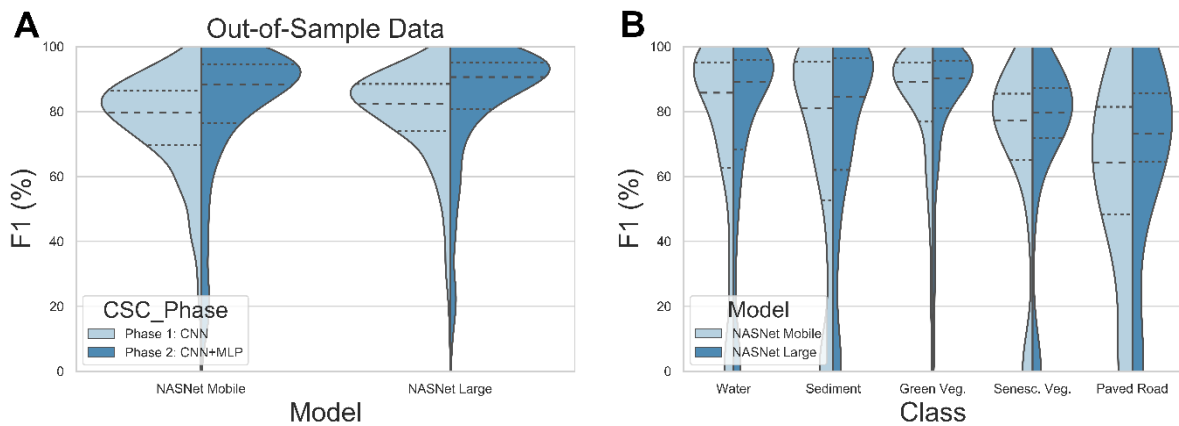 A
Out-of-Sample Data
100
80
60
40
20
0
F1 (%)
CSC_Phase
Phase 1: CNN
Phase 2: CNN+MLP
NASNet Mobile
NASNet Large
Model
B
100
80
60
40
20
0
F1 (%)
Model
NASNet Mobile
NASNet Large
Water
Sediment
Green Veg.
Senesc. Veg.
Paved Road
Class